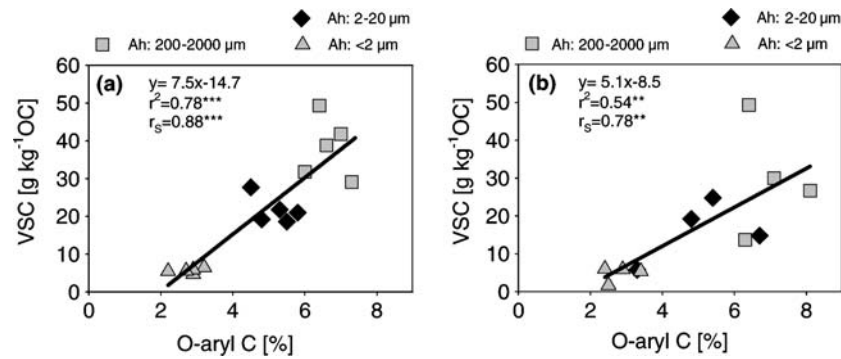 Ah: 2-20 µm
Ah: 200-2000 µm
Ah: <2 µm
(a)
y= 7.5x-14.7
r²=0.78***
rS=0.88***
VSC [g kg⁻¹OC]
60
50
40
30
20
10
0
0 2 4 6 8
O-aryl C [%]
Ah: 2-20 µm
Ah: 200-2000 µm
Ah: <2 µm
(b)
y= 5.1x-8.5
r²=0.54**
rS=0.78**
VSC [g kg⁻¹OC]
60
50
40
30
20
10
0
0 2 4 6 8
O-aryl C [%]